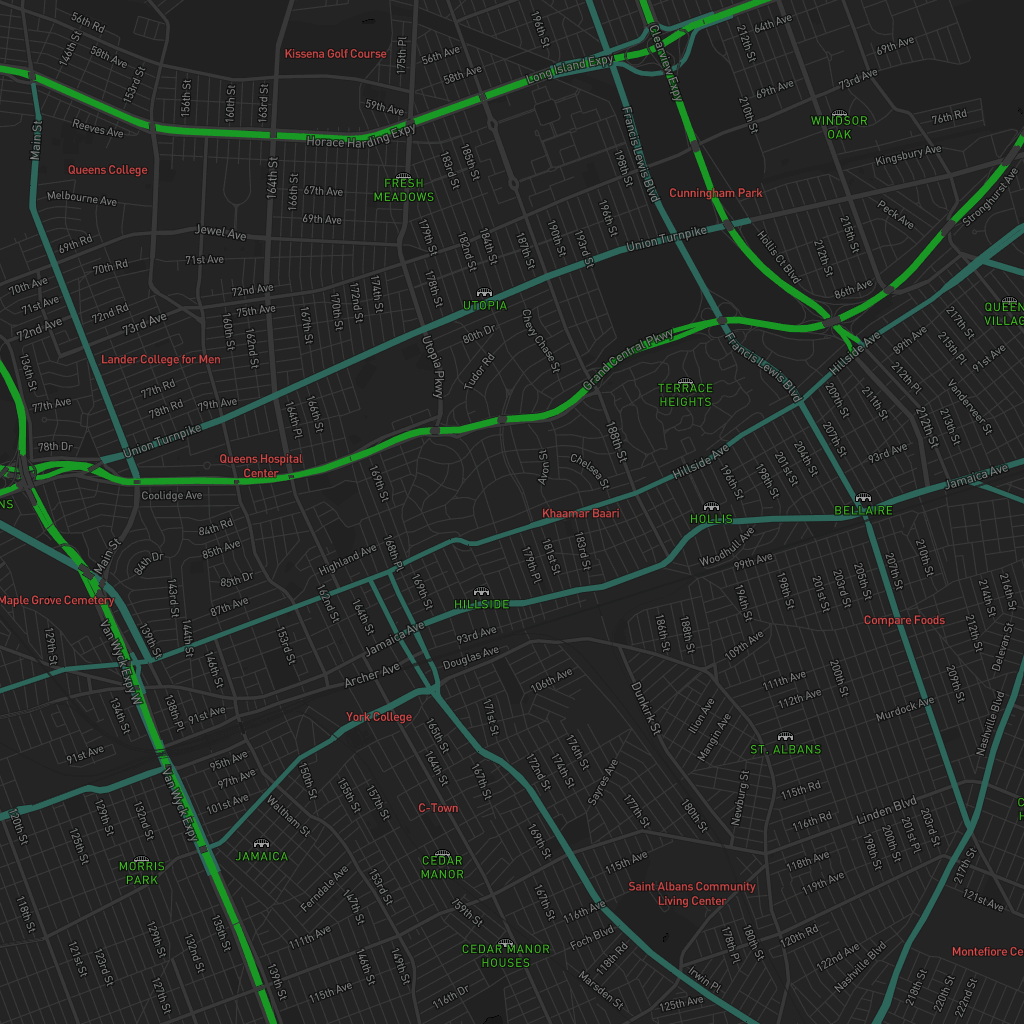 56th Rd
146th St
58th Ave
153rd St
156th St
160th St
163rd St
Kissena Golf Course
175th Pl
56th Ave
58th Ave
59th Ave
196th St
Long Island Expy
Clearview Expy
212th St
64th Ave
69th Ave
73rd Ave
69th Ave
210th St
WINDSOR
OAK
76th Rd
Kingsbury Ave
Stronghurst Ave
Main St
Reeves Ave
Queens College
Melbourne Ave
Horace Harding Expy
164th St
166th St
67th Ave
69th Ave
FRESH
MEADOWS
183rd St
185th St
198th St
Francis Lewis Blvd
Cunningham Park
Peck Ave
69th Rd
Jewel Ave
71st Ave
70th Rd
70th Ave
71st Ave
72nd Ave
72nd Rd
73rd Ave
72nd Ave
75th Ave
160th St
162nd St
167th St
170th St
172nd St
174th St
178th St
179th St
182nd St
184th St
187th St
190th St
193rd St
196th St
Union Turnpike
Hollis Ct Blvd
212th St
215th St
86th Ave
UTOPIA
80th Dr
Chevy Chase St
Utopia Pkwy
Tudor Rd
Grand Central Pkwy
Francis Lewis Blvd
Hillside Ave
89th Ave
217th St
215th Pl
91st Ave
212th Pl
211th St
209th St
Vanderveer St
213th St
212th St
136th St
Lander College for Men
77th Rd
78th Rd
79th Ave
77th Ave
78th Dr
Union Turnpike
164th Pl
166th St
TERRACE
HEIGHTS
188th St
Queens Hospital
Center
Coolidge Ave
169th St
Surrey Pl
Chelsea St
Hillside Ave
194th St
198th St
201st St
204th St
207th St
93rd Ave
Jamaica Ave
NS
84th Rd
85th Ave
85th Dr
87th Ave
84th Dr
Main St
Highland Ave
168th Pl
169th St
Khaamar Baari
179th Pl
181st St
183rd St
HOLLIS
Woodhull Ave
99th Ave
BELLAIRE
207th St
210th St
Maple Grove Cemetery
129th St
Van Wyck Expy W
139th St
143rd St
144th St
146th St
153rd St
162nd St
164th St
HILLSIDE
Jamaica Ave
93rd Ave
Douglas Ave
Archer Ave
106th Ave
184th St
188th St
109th Ave
198th St
201st St
203rd St
205th St
Compare Foods
216th St
214th St
212th St
Delevan St
209th St
Nashville Blvd
134th St
138th Pl
91st Ave
91st Ave
95th Ave
97th Ave
101st Ave
Van Wyck Expy
York College
165th St
164th St
171st St
167th St
172nd St
174th St
176th St
Sayres Ave
177th St
180th St
Dunkirk St
Ilion Ave
Mangin Ave
111th Ave
112th Ave
200th St
Murdock Ave
ST. ALBANS
Newburg St
115th Rd
116th Rd
Linden Blvd
118th Ave
119th Ave
198th St
200th St
201st Pl
203rd St
217th St
121st Ave
120th St
125th St
129th St
132nd St
150th St
155th St
157th St
Waltham St
C-Town
JAMAICA
MORRIS
PARK
CEDAR
MANOR
169th St
115th Ave
Saint Albans Community
Living Center
116th Ave
118th St
121st St
123rd St
127th St
129th St
135th St
139th St
Ferndale Ave
111th Ave
115th Ave
146th St
147th St
149th St
153rd St
159th St
116th Dr
167th St
CEDAR MANOR
HOUSES
Foch Blvd
118th Rd
Marsden St
Irwin Pl
125th Ave
178th Pl
180th St
120th Rd
122nd Ave
Nashville Blvd
218th St
220th St
222nd St
Montefiore Ce